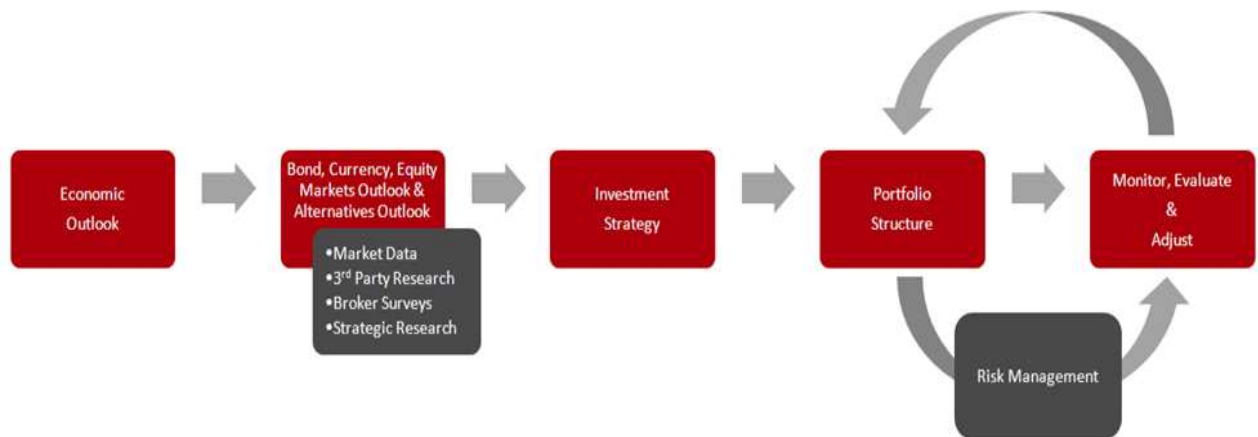 Economic
Outlook
Bond, Currency, Equity
Markets Outlook &
Alternatives Outlook
•Market Data
•3rd Party Research
•Broker Surveys
•Strategic Research
Investment
Strategy
Portfolio
Structure
Monitor, Evaluate
&
Adjust
Risk Management